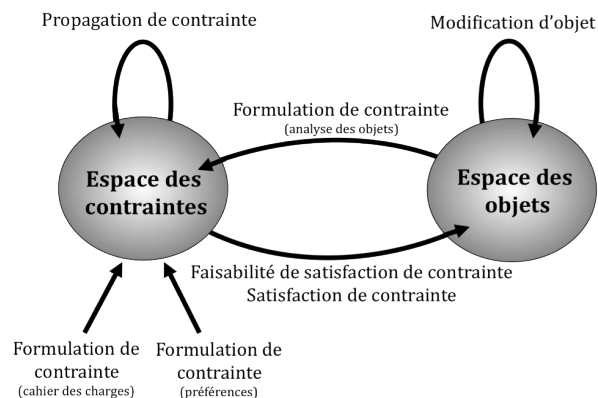 Propagation de contrainte
Modification d’objet
Formulation de contrainte
(analyse des objets)
Espace des
contraintes
Espace des
objets
Faisabilité de satisfaction de contrainte
Satisfaction de contrainte
Formulation de
contrainte
(cahier des charges)
Formulation de
contrainte
(préférences)